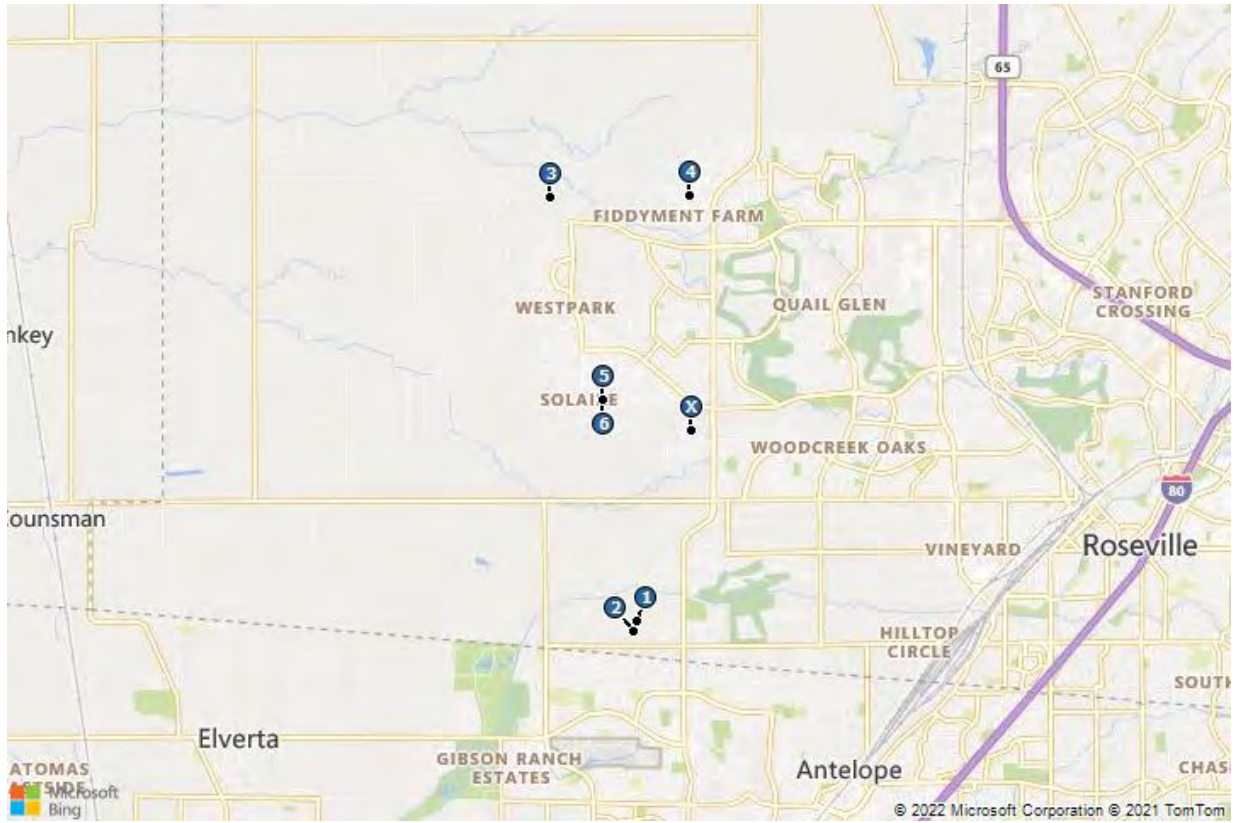 65
3
4
FIDDYMENT FARM
WESTPARK
QUAIL GLEN
STANFORD
CROSSING
nkey
5
SOLAI E
6
X
WOODCREEK OAKS
80
ounsman
VINEYARD
Roseville
2
1
HILLTOP
CIRCLE
SOUTH
Elverta
GIBSON RANCH
ESTATES
Antelope
CHAS
ATOMAS
Microsoft
Bing
© 2022 Microsoft Corporation © 2021 TomTom